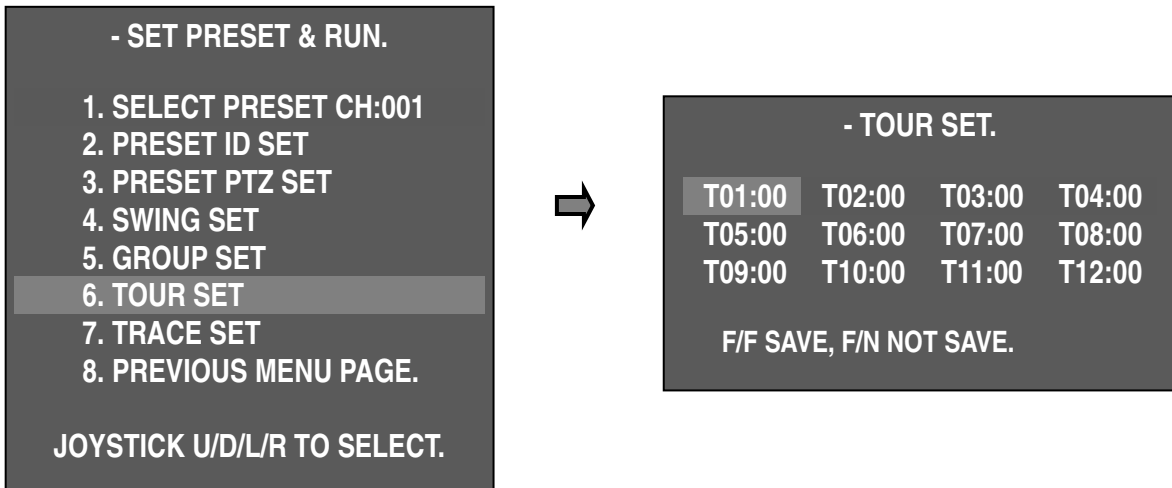 - SET PRESET & RUN.
1. SELECT PRESET CH:001
2. PRESET ID SET
3. PRESET PTZ SET
4. SWING SET
5. GROUP SET
6. TOUR SET
7. TRACE SET
8. PREVIOUS MENU PAGE.
JOYSTICK U/D/L/R TO SELECT.
- TOUR SET.
T01:00 T02:00 T03:00 T04:00
T05:00 T06:00 T07:00 T08:00
T09:00 T10:00 T11:00 T12:00
F/F SAVE, F/N NOT SAVE.